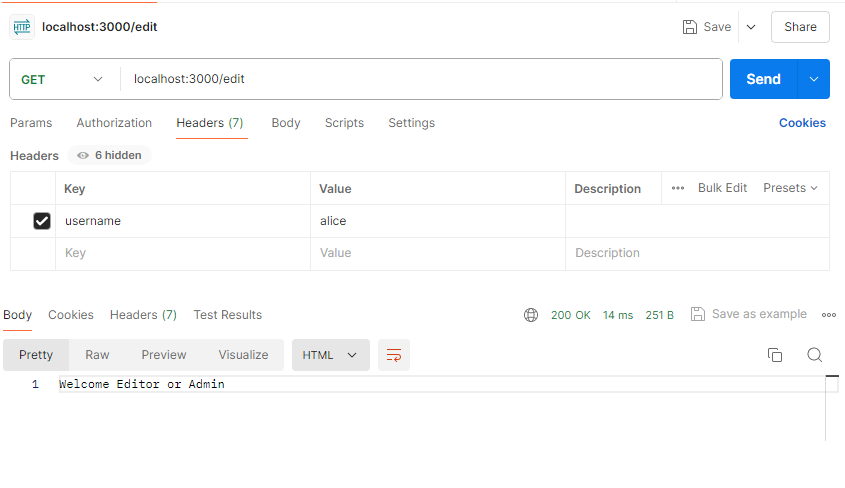 HTTP localhost:3000/edit Save Share
GET localhost:3000/edit Send
Params Authorization Headers (7) Body Scripts Settings Cookies
Headers 6 hidden
Key Value Description ••• Bulk Edit Presets
username alice
Key Value Description
Body Cookies Headers (7) Test Results 200 OK 14 ms 251 B Save as example
Pretty Raw Preview Visualize HTML
1 Welcome Editor or Admin